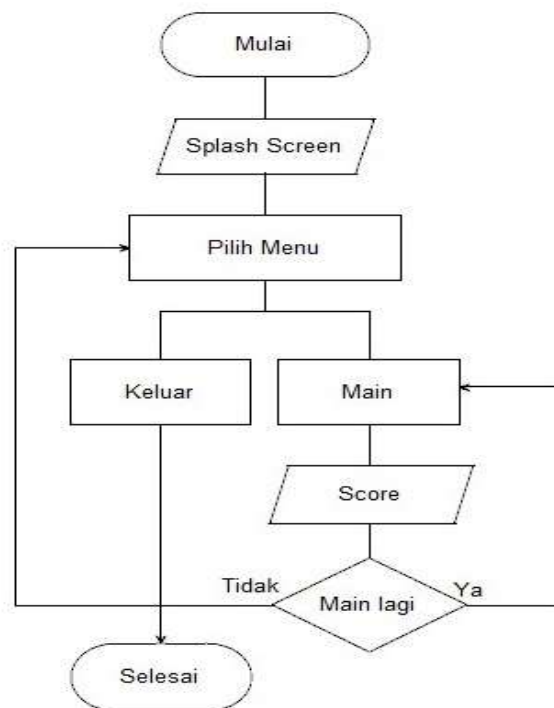 Mulai
Splash Screen
Pilih Menu
Keluar
Main
Score
Tidak
Main lagi
Ya
Selesai